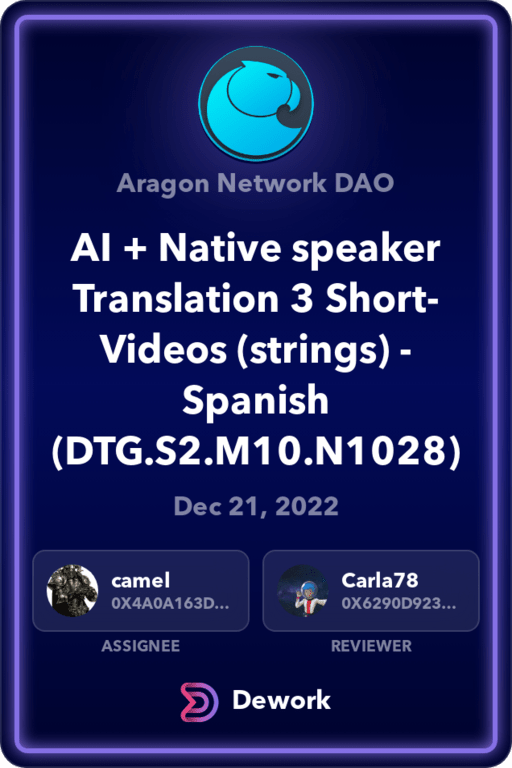 Aragon Network DAO
AI + Native speaker
Translation 3 Short-
Videos (strings) -
Spanish
(DTG.S2.M10.N1028)
Dec 21, 2022
camel
0X4A0A163D...
Carla78
0X6290D923...
ASSIGNEE
REVIEWER
Dework